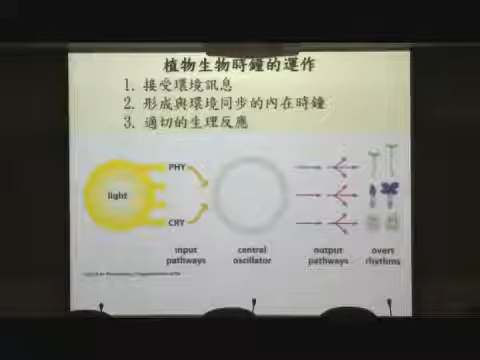 植物生物時鐘的運作
1. 接受環境訊息
2. 形成與環境同步的內在時鐘
3. 適切的生理反應
light
PHY
CRY
input pathways
central oscillator
output pathways
overt rhythms